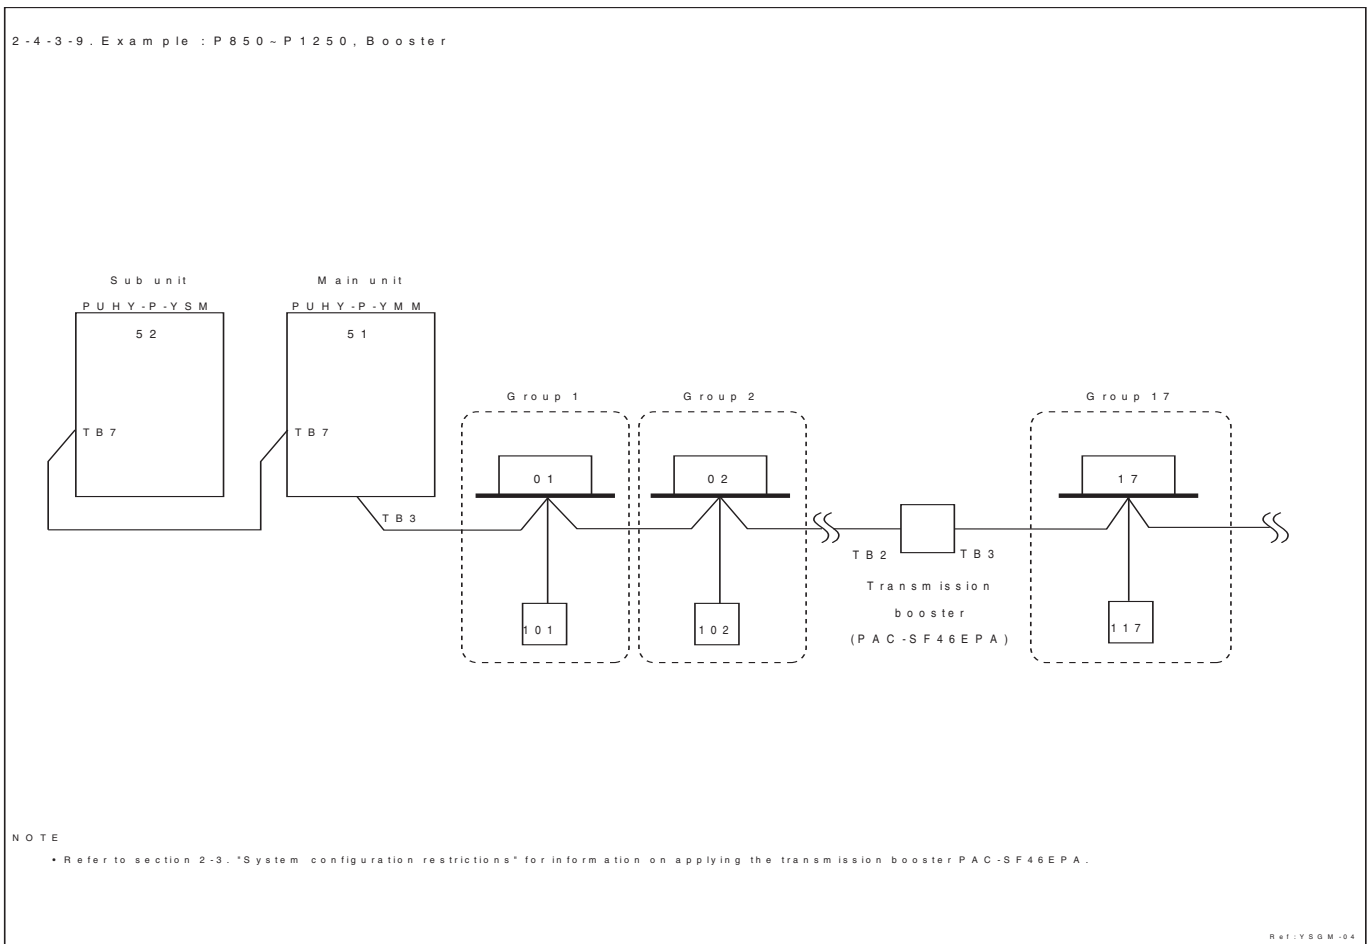 2-4-3-9. Example : P850~P1250, Booster
Sub unit
PUHY-P-YSM
52
TB7
Main unit
PUHY-P-YMM
51
TB7
TB3
Group 1
01
101
Group 2
02
102
TB2
TB3
Transmission
booster
(PAC-SF46EPA)
Group 17
17
117
NOTE
• Refer to section 2-3. "System configuration restrictions" for information on applying the transmission booster PAC-SF46EPA.
Ref:YSGM-04